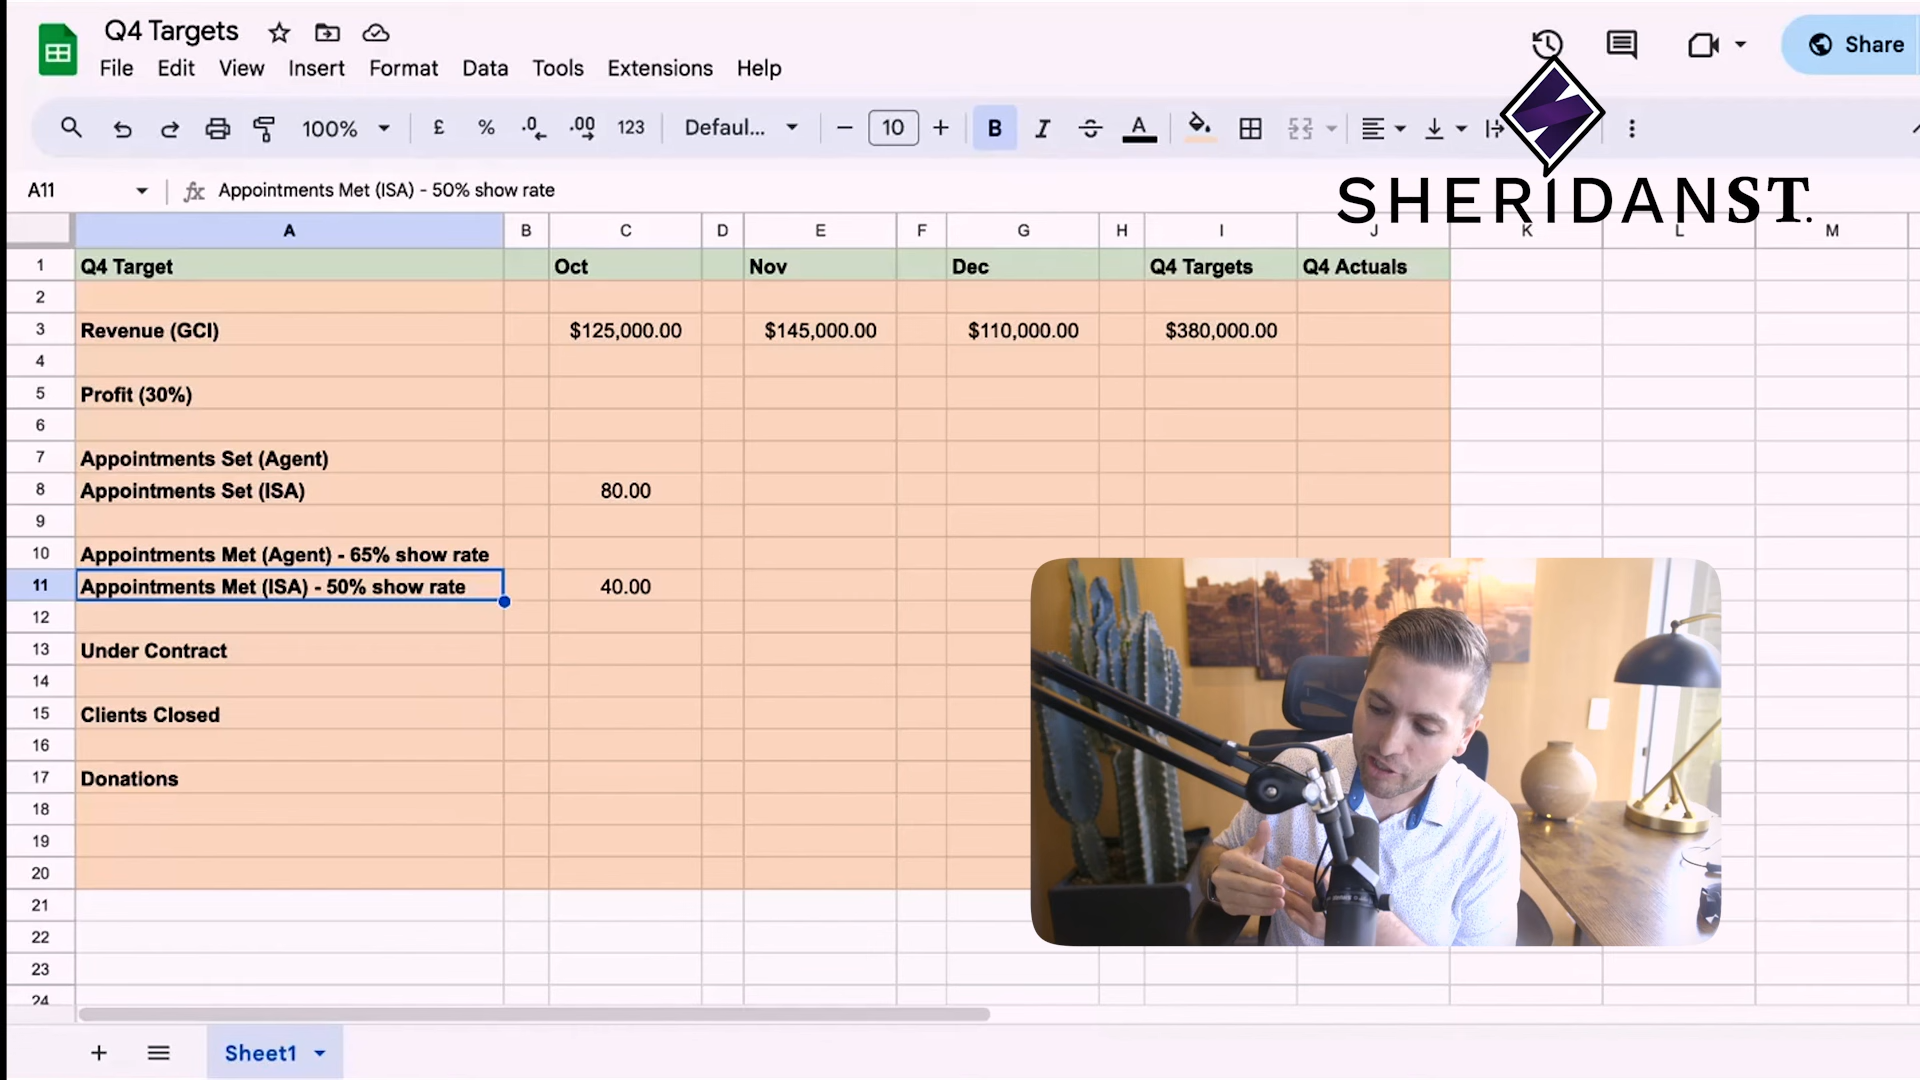 Q4 Targets
File Edit View Insert Format Data Tools Extensions Help
Share
100% £ % .0 .00 123 Defaul... 10 B I S A
A11 fx Appointments Met (ISA) - 50% show rate
SHERIDANST.
A B C D E F G H I J K L M
1 Q4 Target Oct Nov Dec Q4 Targets Q4 Actuals
2
3 Revenue (GCI) $125,000.00 $145,000.00 $110,000.00 $380,000.00
4
5 Profit (30%)
6
7 Appointments Set (Agent)
8 Appointments Set (ISA) 80.00
9
10 Appointments Met (Agent) - 65% show rate
11 Appointments Met (ISA) - 50% show rate 40.00
12
13 Under Contract
14
15 Clients Closed
16
17 Donations
18
19
20
21
22
23
24
Sheet1